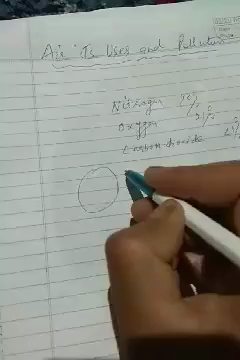 Air Its Uses and Pollution
Nitrogen 78%
Oxygen 21%
Carbon dioxide